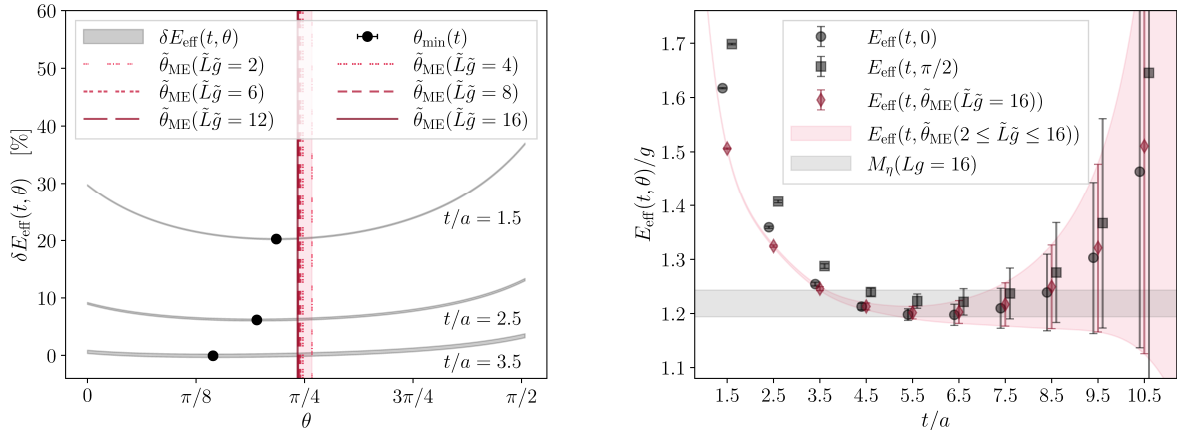 60
50
40
30
20
10
0
δE_eff(t, θ) [%]
δE_eff(t, θ)
θ̃_ME(L̃g̃ = 2)
θ̃_ME(L̃g̃ = 6)
θ̃_ME(L̃g̃ = 12)
θ_min(t)
θ̃_ME(L̃g̃ = 4)
θ̃_ME(L̃g̃ = 8)
θ̃_ME(L̃g̃ = 16)
t/a = 1.5
t/a = 2.5
t/a = 3.5
0 π/8 π/4 3π/4 π/2
θ
1.7
1.6
1.5
1.4
1.3
1.2
1.1
E_eff(t, θ)/g
E_eff(t, 0)
E_eff(t, π/2)
E_eff(t, θ̃_ME(L̃g̃ = 16))
E_eff(t, θ̃_ME(2 ≤ L̃g̃ ≤ 16))
M_η(Lg = 16)
1.5 2.5 3.5 4.5 5.5 6.5 7.5 8.5 9.5 10.5
t/a